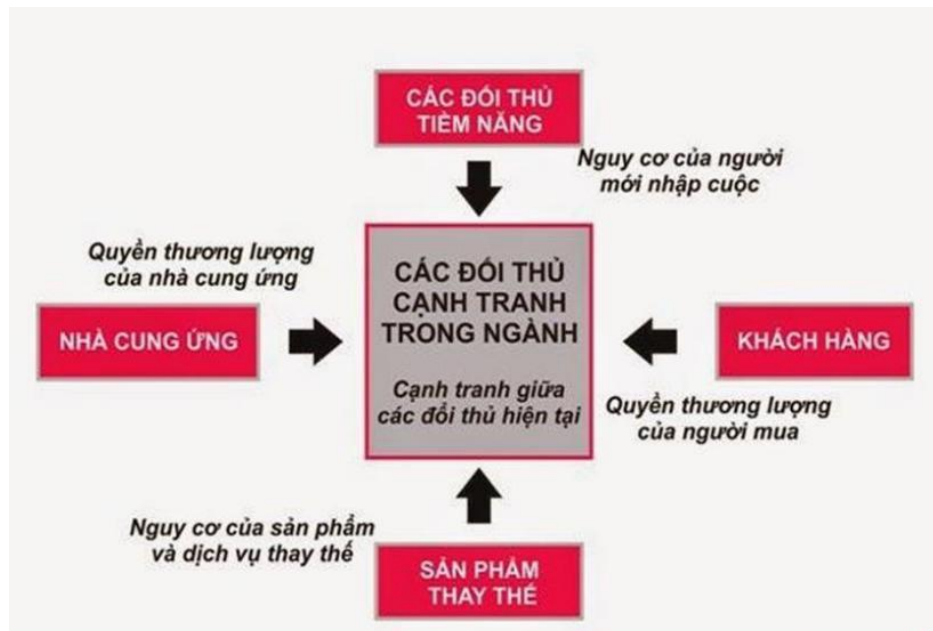 CÁC ĐỐI THỦ
TIỀM NĂNG
Nguy cơ của người
mới nhập cuộc
Quyền thương lượng
của nhà cung ứng
CÁC ĐỐI THỦ
CẠNH TRANH
TRONG NGÀNH
NHÀ CUNG ỨNG
KHÁCH HÀNG
Cạnh tranh giữa
các đối thủ hiện tại
Quyền thương lượng
của người mua
Nguy cơ của sản phẩm
và dịch vụ thay thế
SẢN PHẨM
THAY THẾ